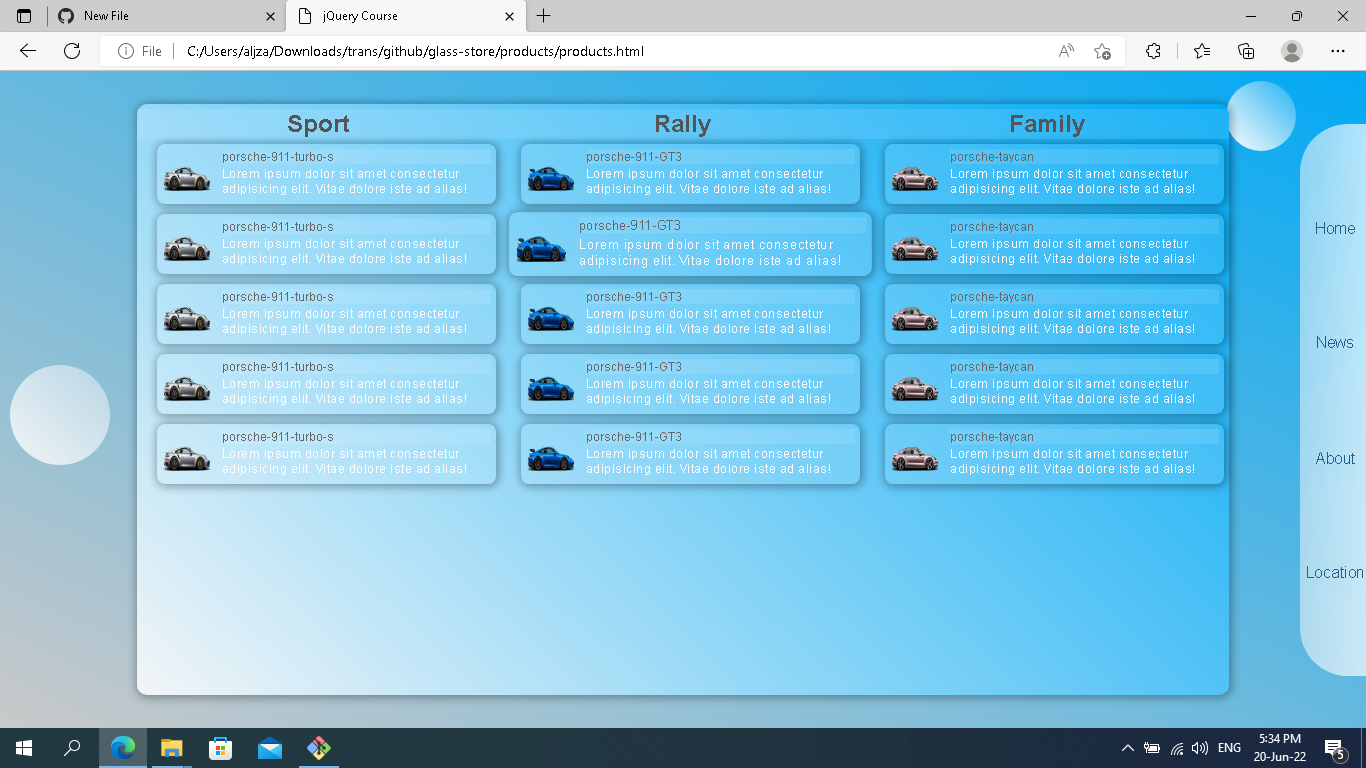 New File
jQuery Course
File
C:/Users/aljza/Downloads/trans/github/glass-store/products/products.html
Sport
porsche-911-turbo-s
Lorem ipsum dolor sit amet consectetur
adipisicing elit. Vitae dolore iste ad alias!
porsche-911-turbo-s
Lorem ipsum dolor sit amet consectetur
adipisicing elit. Vitae dolore iste ad alias!
porsche-911-turbo-s
Lorem ipsum dolor sit amet consectetur
adipisicing elit. Vitae dolore iste ad alias!
porsche-911-turbo-s
Lorem ipsum dolor sit amet consectetur
adipisicing elit. Vitae dolore iste ad alias!
porsche-911-turbo-s
Lorem ipsum dolor sit amet consectetur
adipisicing elit. Vitae dolore iste ad alias!
Rally
porsche-911-GT3
Lorem ipsum dolor sit amet consectetur
adipisicing elit. Vitae dolore iste ad alias!
porsche-911-GT3
Lorem ipsum dolor sit amet consectetur
adipisicing elit. Vitae dolore iste ad alias!
porsche-911-GT3
Lorem ipsum dolor sit amet consectetur
adipisicing elit. Vitae dolore iste ad alias!
porsche-911-GT3
Lorem ipsum dolor sit amet consectetur
adipisicing elit. Vitae dolore iste ad alias!
porsche-911-GT3
Lorem ipsum dolor sit amet consectetur
adipisicing elit. Vitae dolore iste ad alias!
Family
porsche-taycan
Lorem ipsum dolor sit amet consectetur
adipisicing elit. Vitae dolore iste ad alias!
porsche-taycan
Lorem ipsum dolor sit amet consectetur
adipisicing elit. Vitae dolore iste ad alias!
porsche-taycan
Lorem ipsum dolor sit amet consectetur
adipisicing elit. Vitae dolore iste ad alias!
porsche-taycan
Lorem ipsum dolor sit amet consectetur
adipisicing elit. Vitae dolore iste ad alias!
porsche-taycan
Lorem ipsum dolor sit amet consectetur
adipisicing elit. Vitae dolore iste ad alias!
Home
News
About
Location
ENG
5:34 PM
20-Jun-22
5